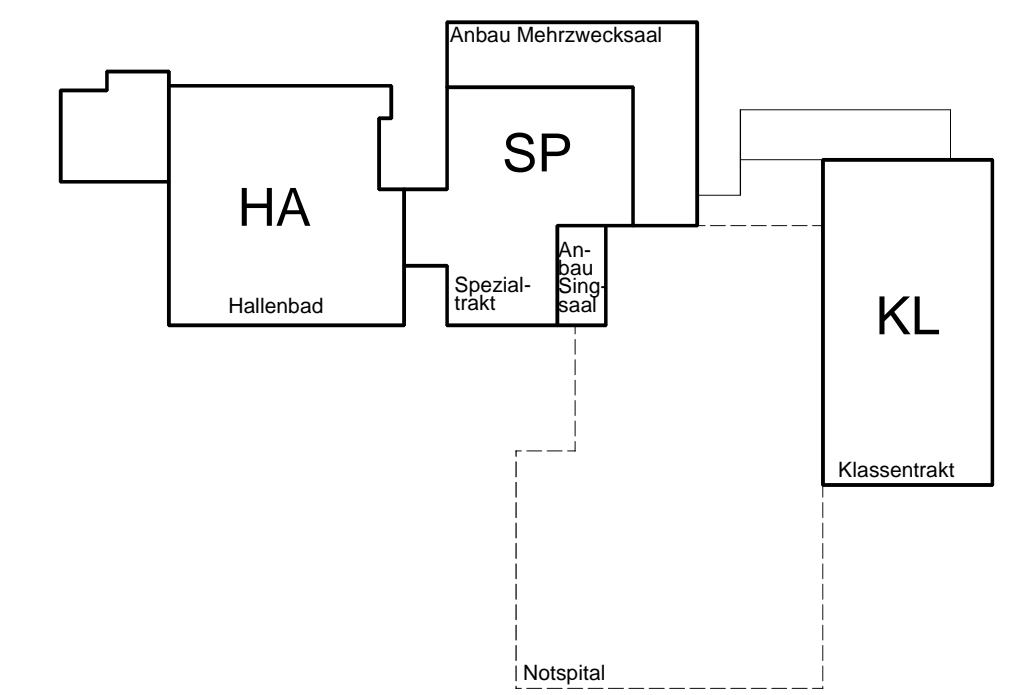 Anbau Mehrzwecksaal
SP
HA
An-
bau
Sing-
saal
Spezial-
trakt
Hallenbad
KL
Klassentrakt
Notspital